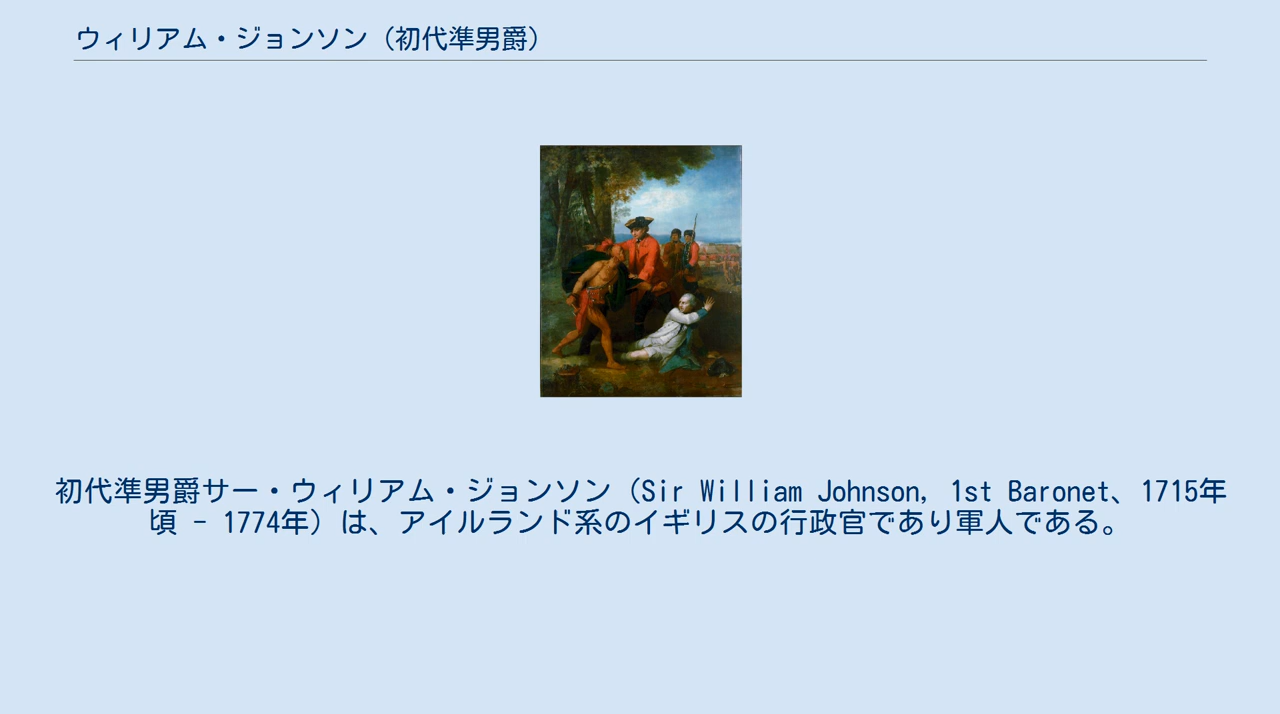 ウィリアム・ジョンソン（初代準男爵）
初代準男爵サー・ウィリアム・ジョンソン（Sir William Johnson, 1st Baronet、1715年
頃 - 1774年）は、アイルランド系のイギリスの行政官であり軍人である。